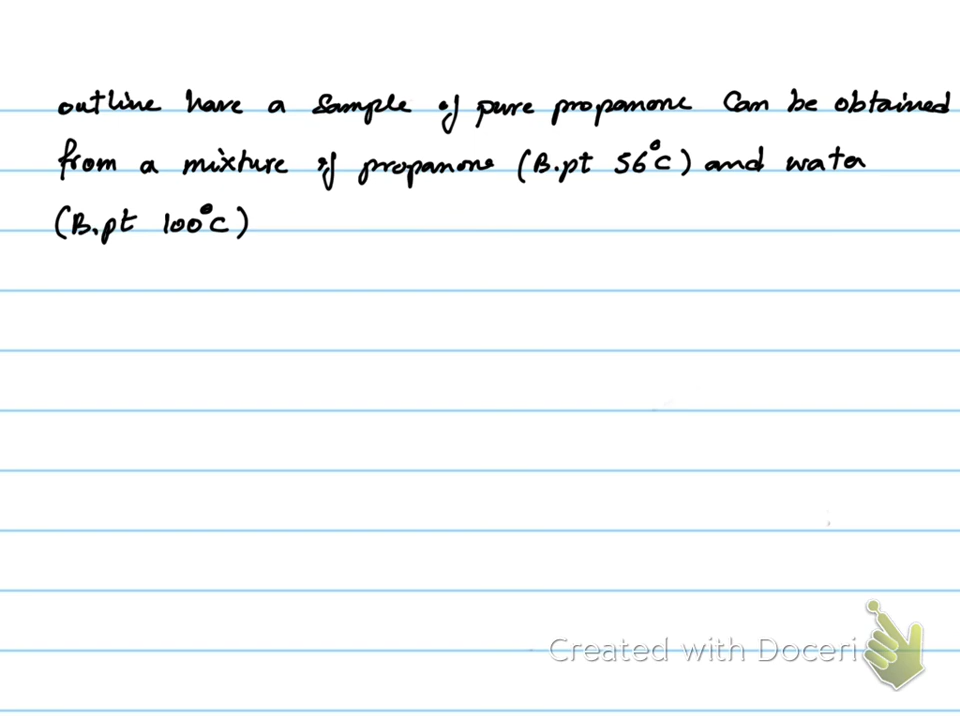 outline have a sample of pure propanone can be obtained
from a mixture of propanone (B.pt 56°C) and water
(B.pt 100°C)
Created with Doceri